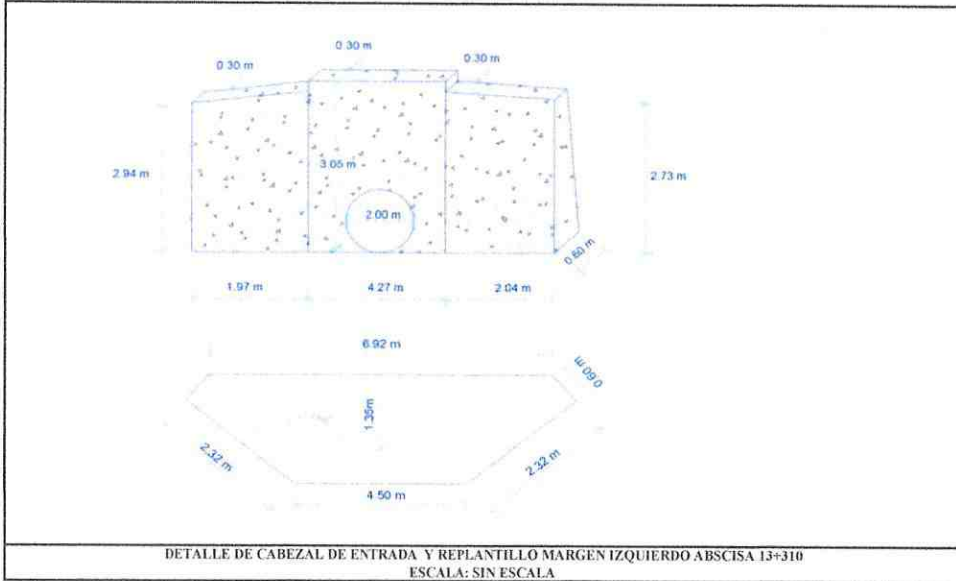 0.30 m
0.30 m
0.30 m
2.94 m
3.05 m
2.73 m
2.00 m
0.60 m
1.97 m
4.27 m
2.04 m
6.92 m
0.60 m
1.35m
2.32 m
2.32 m
4.50 m
DETALLE DE CABEZAL DE ENTRADA Y REPLANTILLO MARGEN IZQUIERDO ABSCISA 13+310
ESCALA: SIN ESCALA